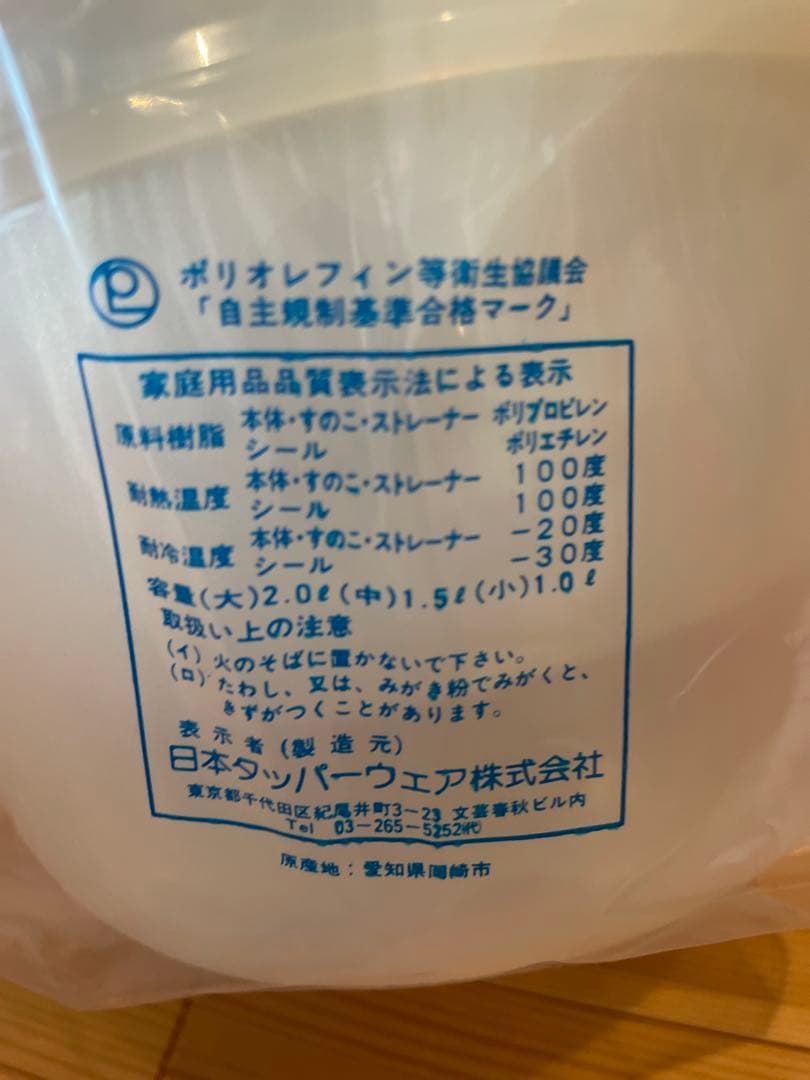 PL ポリオレフィン等衛生協議会
「自主規制基準合格マーク」
家庭用品品質表示法による表示
原料樹脂 本体・すのこ・ストレーナー ポリプロピレン
シール ポリエチレン
耐熱温度 本体・すのこ・ストレーナー 100度
シール 100度
耐冷温度 本体・すのこ・ストレーナー -20度
シール -30度
容量(大)2.0ℓ(中)1.5ℓ(小)1.0ℓ
取扱い上の注意
(イ)火のそばに置かないで下さい。
(ロ)たわし、又は、みがき粉でみがくと、
きずがつくことがあります。
表示者(製造元)
日本タッパーウェア株式会社
東京都千代田区紀尾井町3-23 文芸春秋ビル内
Tel 03-265-5252㈹
原産地:愛知県岡崎市